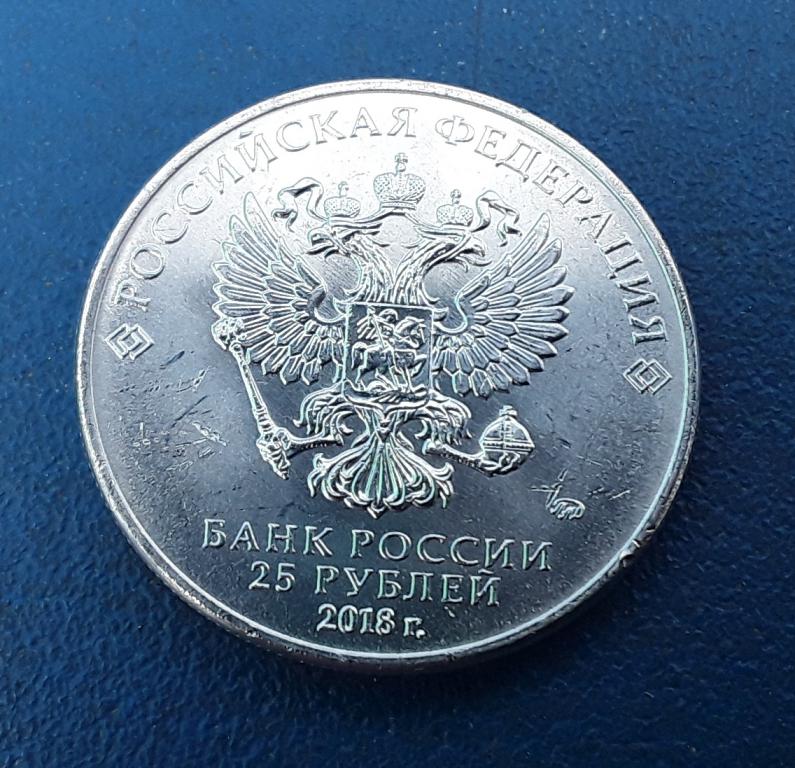 РОССИЙСКАЯ ФЕДЕРАЦИЯ
БАНК РОССИИ
25 РУБЛЕЙ
2018 г.